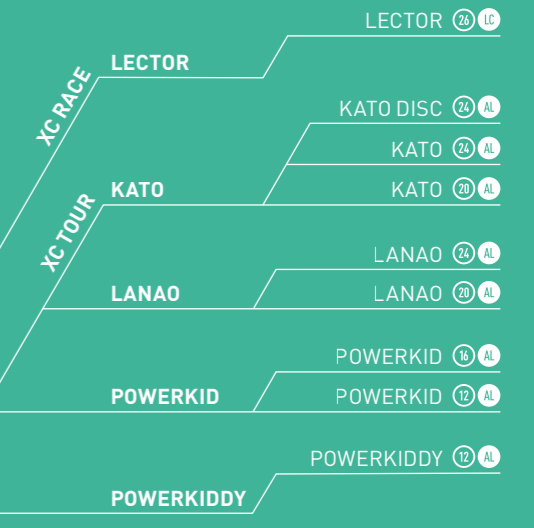 LECTOR 26 LC
LECTOR
XC RACE
KATO DISC 24 AL
KATO 24 AL
KATO
KATO 20 AL
XC TOUR
LANAO 24 AL
LANAO
LANAO 20 AL
POWERKID 16 AL
POWERKID
POWERKID 12 AL
POWERKIDDY 12 AL
POWERKIDDY